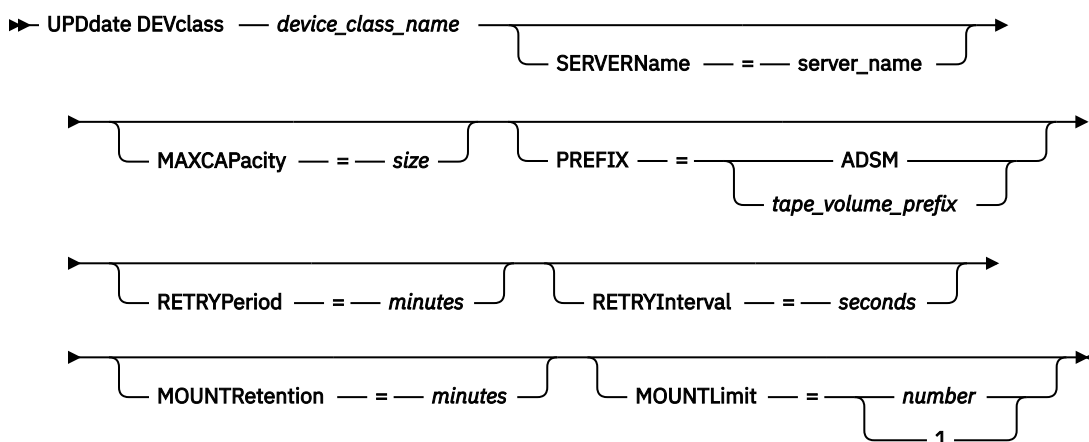 UPDdate DEVclass device_class_name
SERVERName = server_name
MAXCAPacity = size PREFIX = ADSM
tape_volume_prefix
RETRYPeriod = minutes RETRYInterval = seconds
MOUNTRetention = minutes MOUNTLimit = number
1